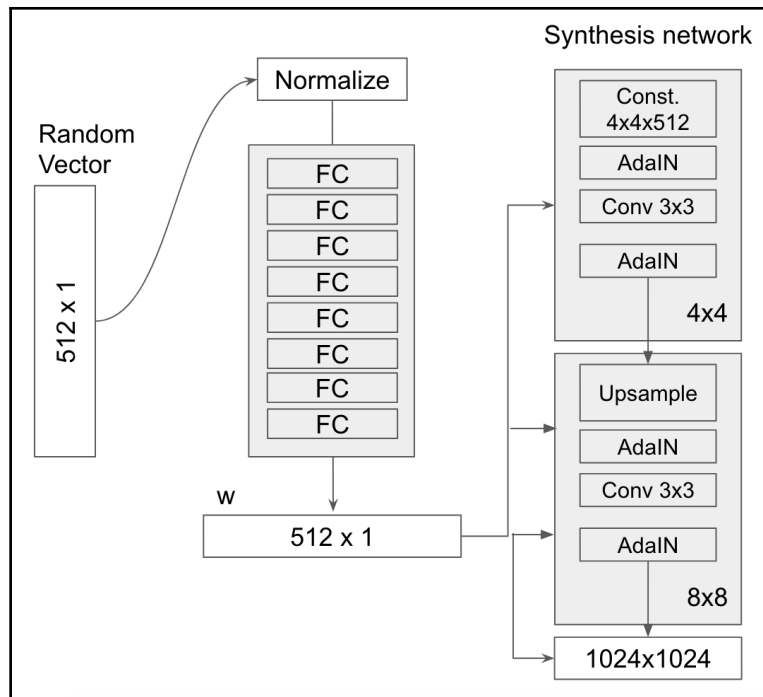 Synthesis network
Normalize
Random
Vector
512 x 1
FC
FC
FC
FC
FC
FC
FC
FC
w
512 x 1
Const.
4x4x512
AdaIN
Conv 3x3
AdaIN
4x4
Upsample
AdaIN
Conv 3x3
AdaIN
8x8
1024x1024